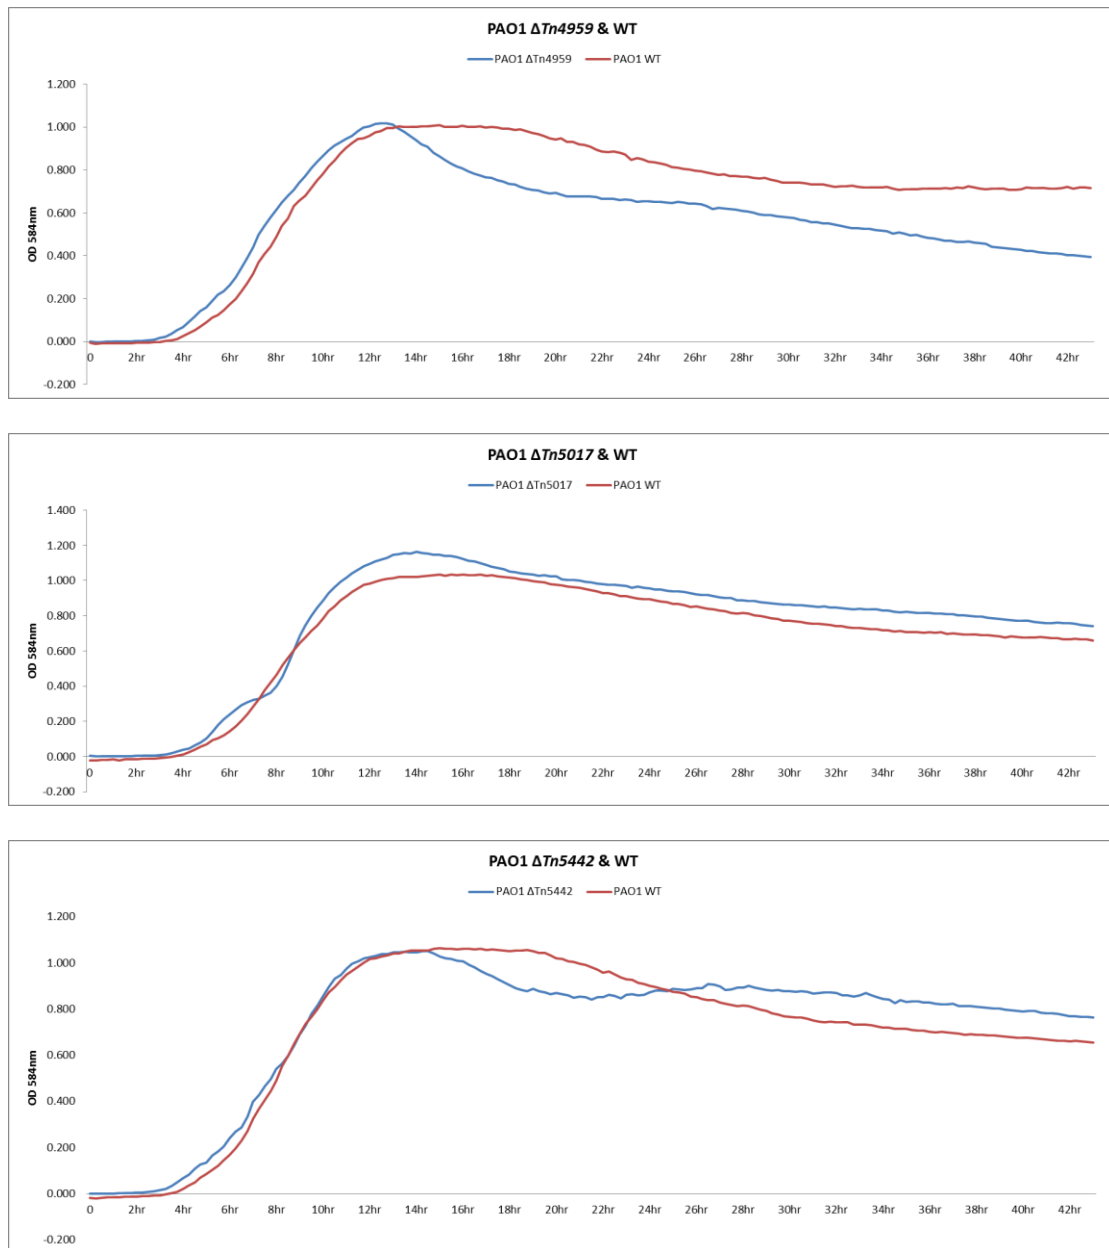 PAO1 ΔTn4959 & WT
PAO1 ΔTn4959 PAO1 WT
1.200
1.000
0.800
0.600
0.400
0.200
0.000
-0.200
OD 584nm
0 2hr 4hr 6hr 8hr 10hr 12hr 14hr 16hr 18hr 20hr 22hr 24hr 26hr 28hr 30hr 32hr 34hr 36hr 38hr 40hr 42hr
PAO1 ΔTn5017 & WT
PAO1 ΔTn5017 PAO1 WT
1.400
1.200
1.000
0.800
0.600
0.400
0.200
0.000
-0.200
OD 584nm
0 2hr 4hr 6hr 8hr 10hr 12hr 14hr 16hr 18hr 20hr 22hr 24hr 26hr 28hr 30hr 32hr 34hr 36hr 38hr 40hr 42hr
PAO1 ΔTn5442 & WT
PAO1 ΔTn5442 PAO1 WT
1.200
1.000
0.800
0.600
0.400
0.200
0.000
-0.200
OD 584nm
0 2hr 4hr 6hr 8hr 10hr 12hr 14hr 16hr 18hr 20hr 22hr 24hr 26hr 28hr 30hr 32hr 34hr 36hr 38hr 40hr 42hr